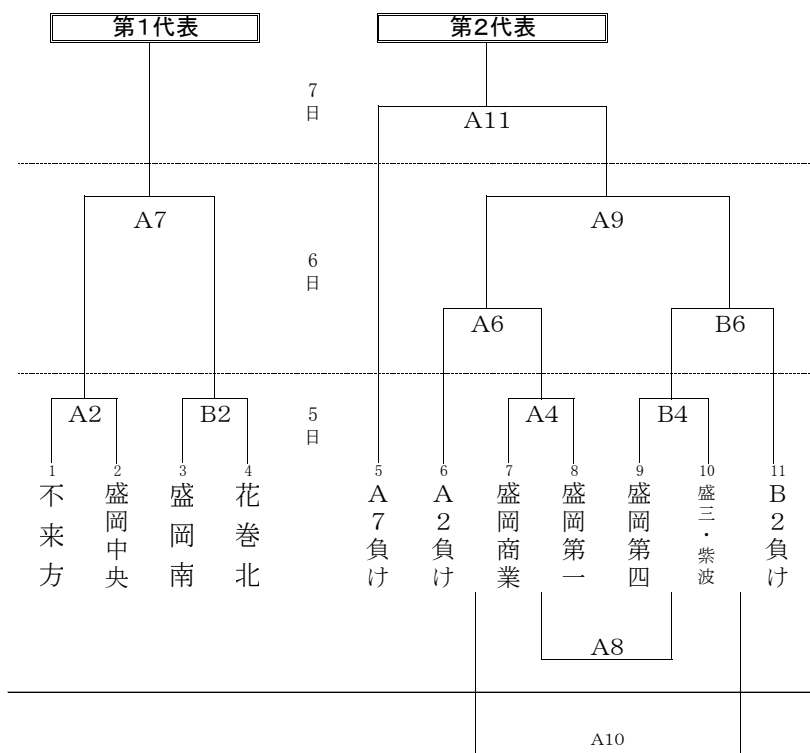 第1代表
第2代表
7日
A11
A7
A9
6日
A6
B6
A2
B2
5日
A4
B4
1
2
3
4
5
6
7
8
9
10
11
不来方
盛岡中央
盛岡南
花巻北
A7負け
A2負け
盛岡商業
盛岡第一
盛岡第四
盛三・紫波
B2負け
A8
A10